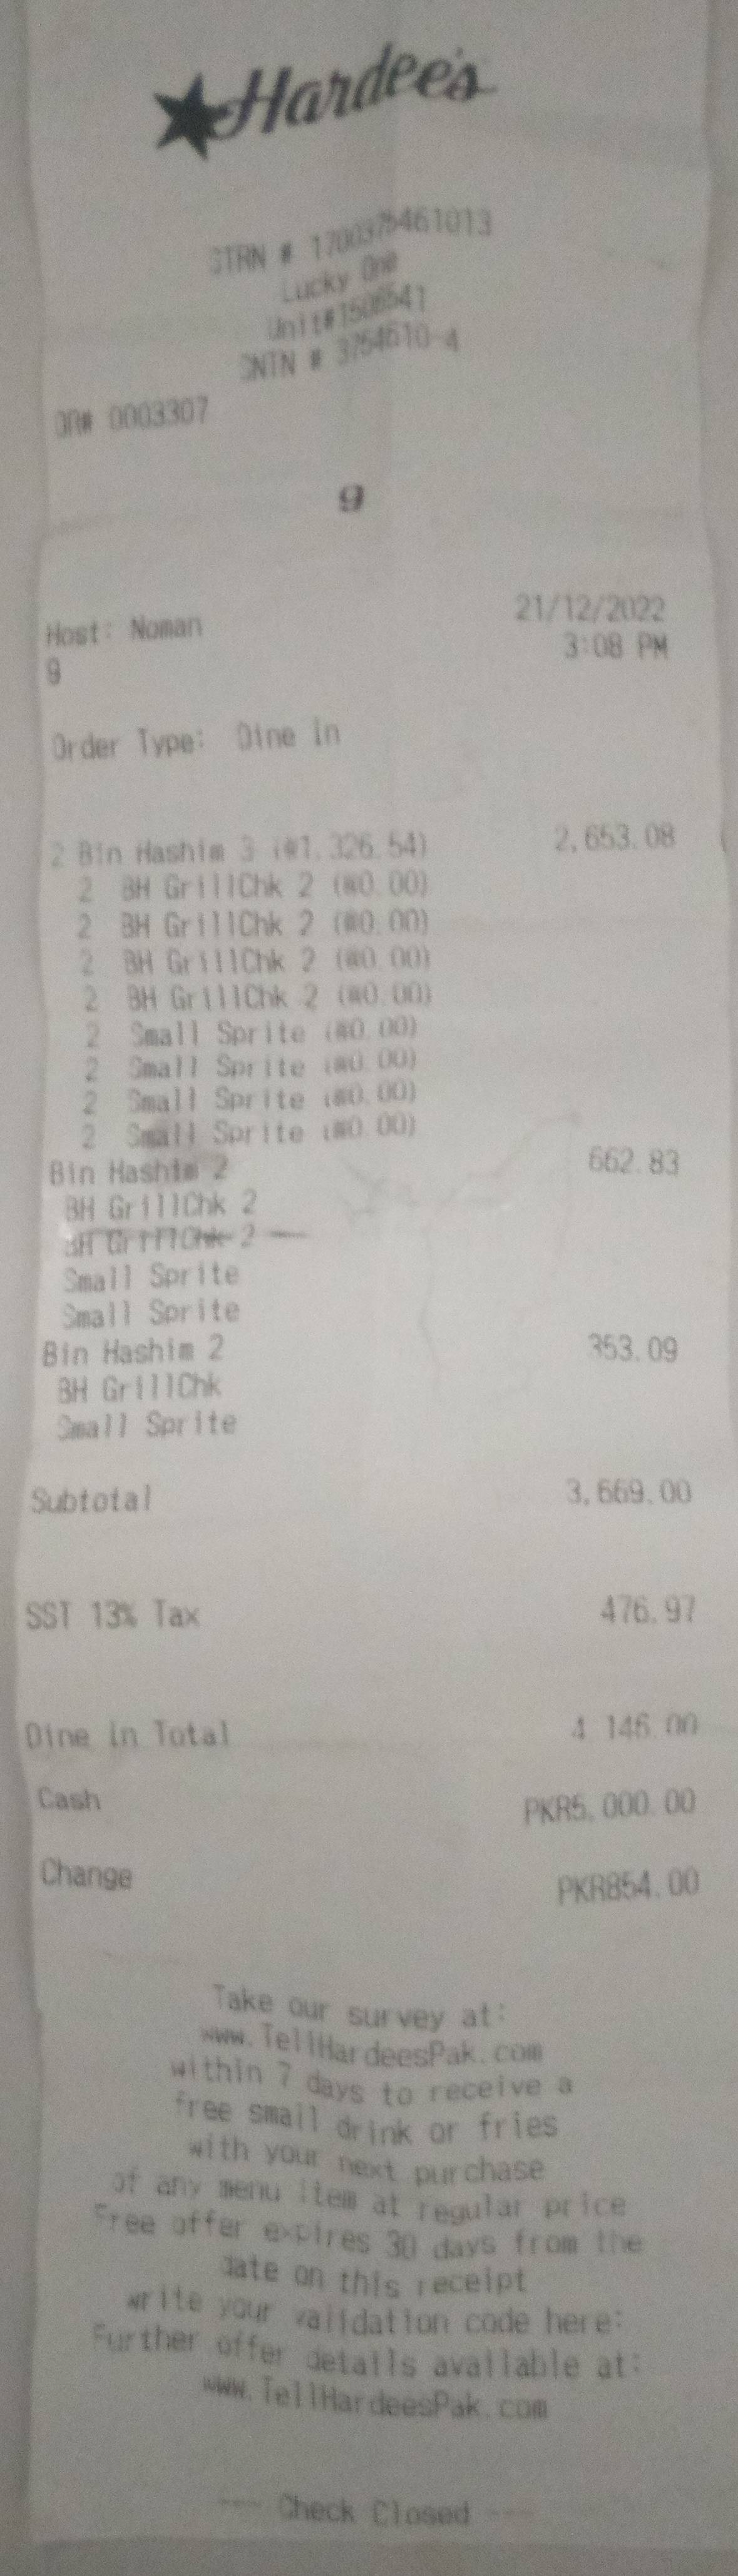 Hardee's
STRN # 1700375461013
Lucky One
Unit#1506541
SNTN # 3754610-4
OR# 0003307
9
Host: Noman
21/12/2022
9
3:08 PM
Order Type: Dine in
2 Bin Hashim 3 (@1,326.54) 2,653.08
2 BH GrillChk 2 (@0.00)
2 BH GrillChk 2 (@0.00)
2 BH GrillChk 2 (@0.00)
2 BH GrillChk 2 (@0.00)
2 Small Sprite (@0.00)
2 Small Sprite (@0.00)
2 Small Sprite (@0.00)
2 Small Sprite (@0.00)
Bin Hashim 2 662.83
BH GrillChk 2
BH GrillChk 2
Small Sprite
Small Sprite
Bin Hashim 2 353.09
BH GrillChk
Small Sprite
Subtotal 3,669.00
SST 13% Tax 476.97
Dine in Total 4,146.00
Cash PKR5,000.00
Change PKR854.00
Take our survey at:
www.TellHardeesPak.com
within 7 days to receive a
free small drink or fries
with your next purchase
of any menu item at regular price
Free offer expires 30 days from the
date on this receipt
write your validation code here:
Further offer details available at:
www.TellHardeesPak.com
--- Check Closed ---